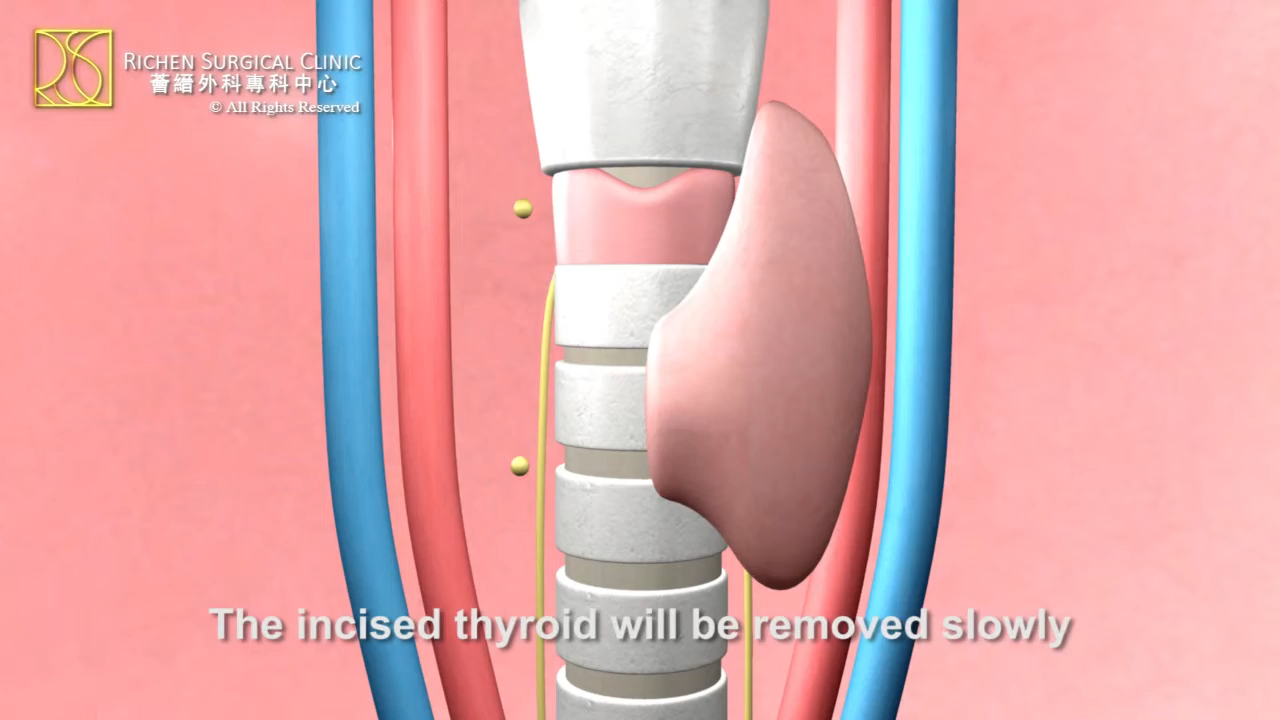 RICHEN SURGICAL CLINIC
薈縉外科專科中心
© All Rights Reserved
The incised thyroid will be removed slowly